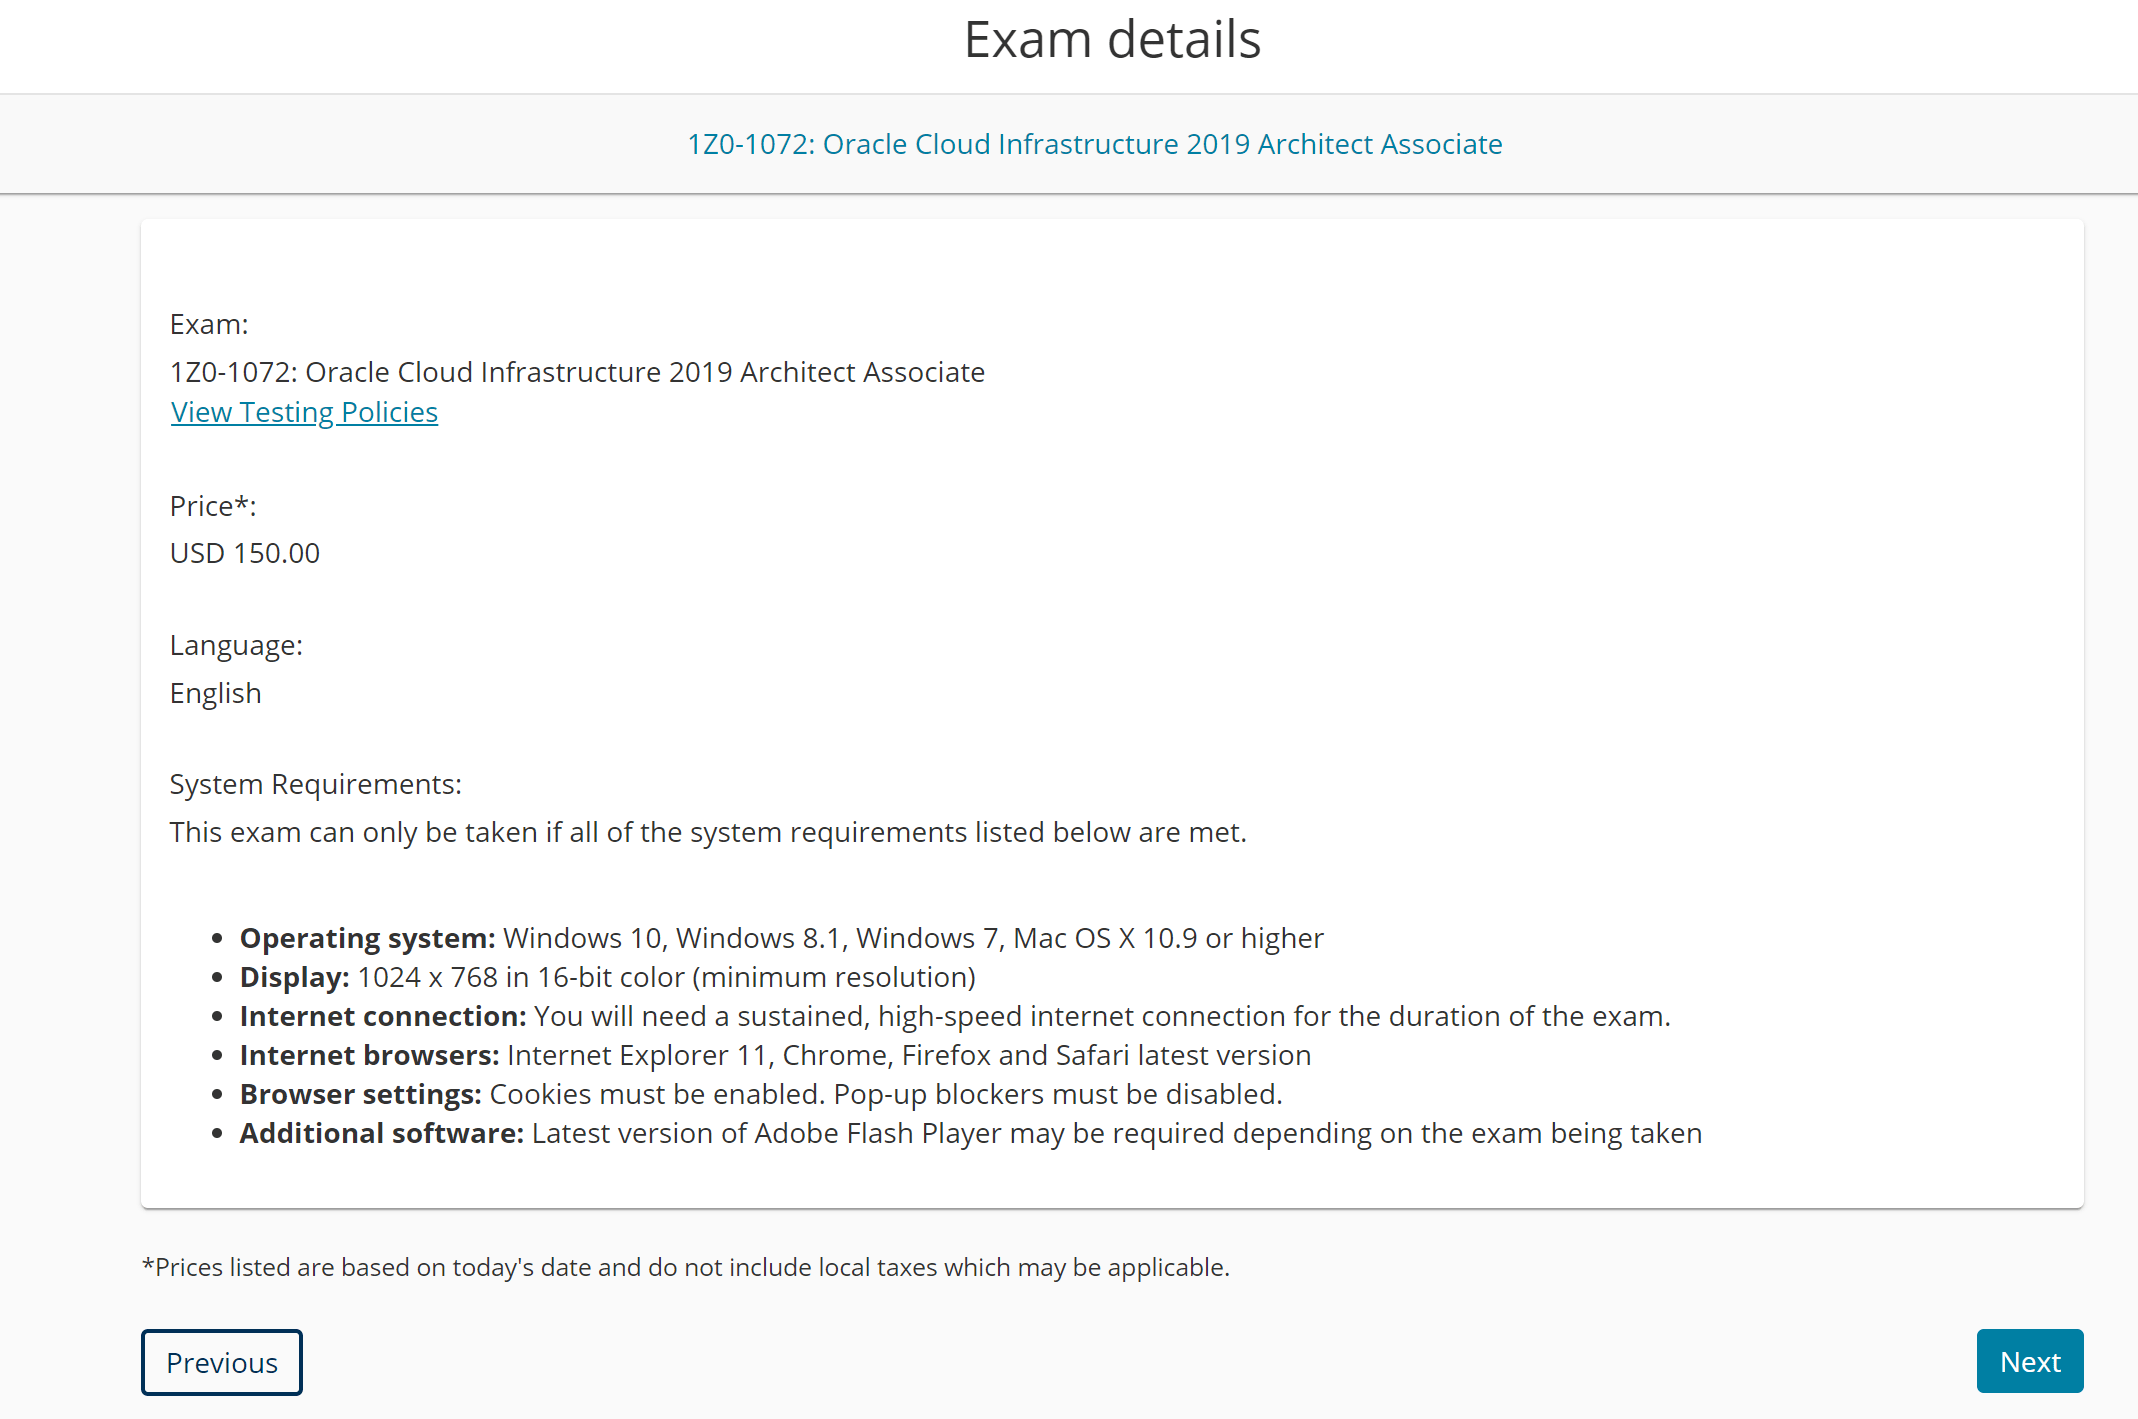 Exam details
1Z0-1072: Oracle Cloud Infrastructure 2019 Architect Associate
Exam:
1Z0-1072: Oracle Cloud Infrastructure 2019 Architect Associate
View Testing Policies
Price*:
USD 150.00
Language:
English
System Requirements:
This exam can only be taken if all of the system requirements listed below are met.
• Operating system: Windows 10, Windows 8.1, Windows 7, Mac OS X 10.9 or higher
• Display: 1024 x 768 in 16-bit color (minimum resolution)
• Internet connection: You will need a sustained, high-speed internet connection for the duration of the exam.
• Internet browsers: Internet Explorer 11, Chrome, Firefox and Safari latest version
• Browser settings: Cookies must be enabled. Pop-up blockers must be disabled.
• Additional software: Latest version of Adobe Flash Player may be required depending on the exam being taken
*Prices listed are based on today's date and do not include local taxes which may be applicable.
Previous
Next